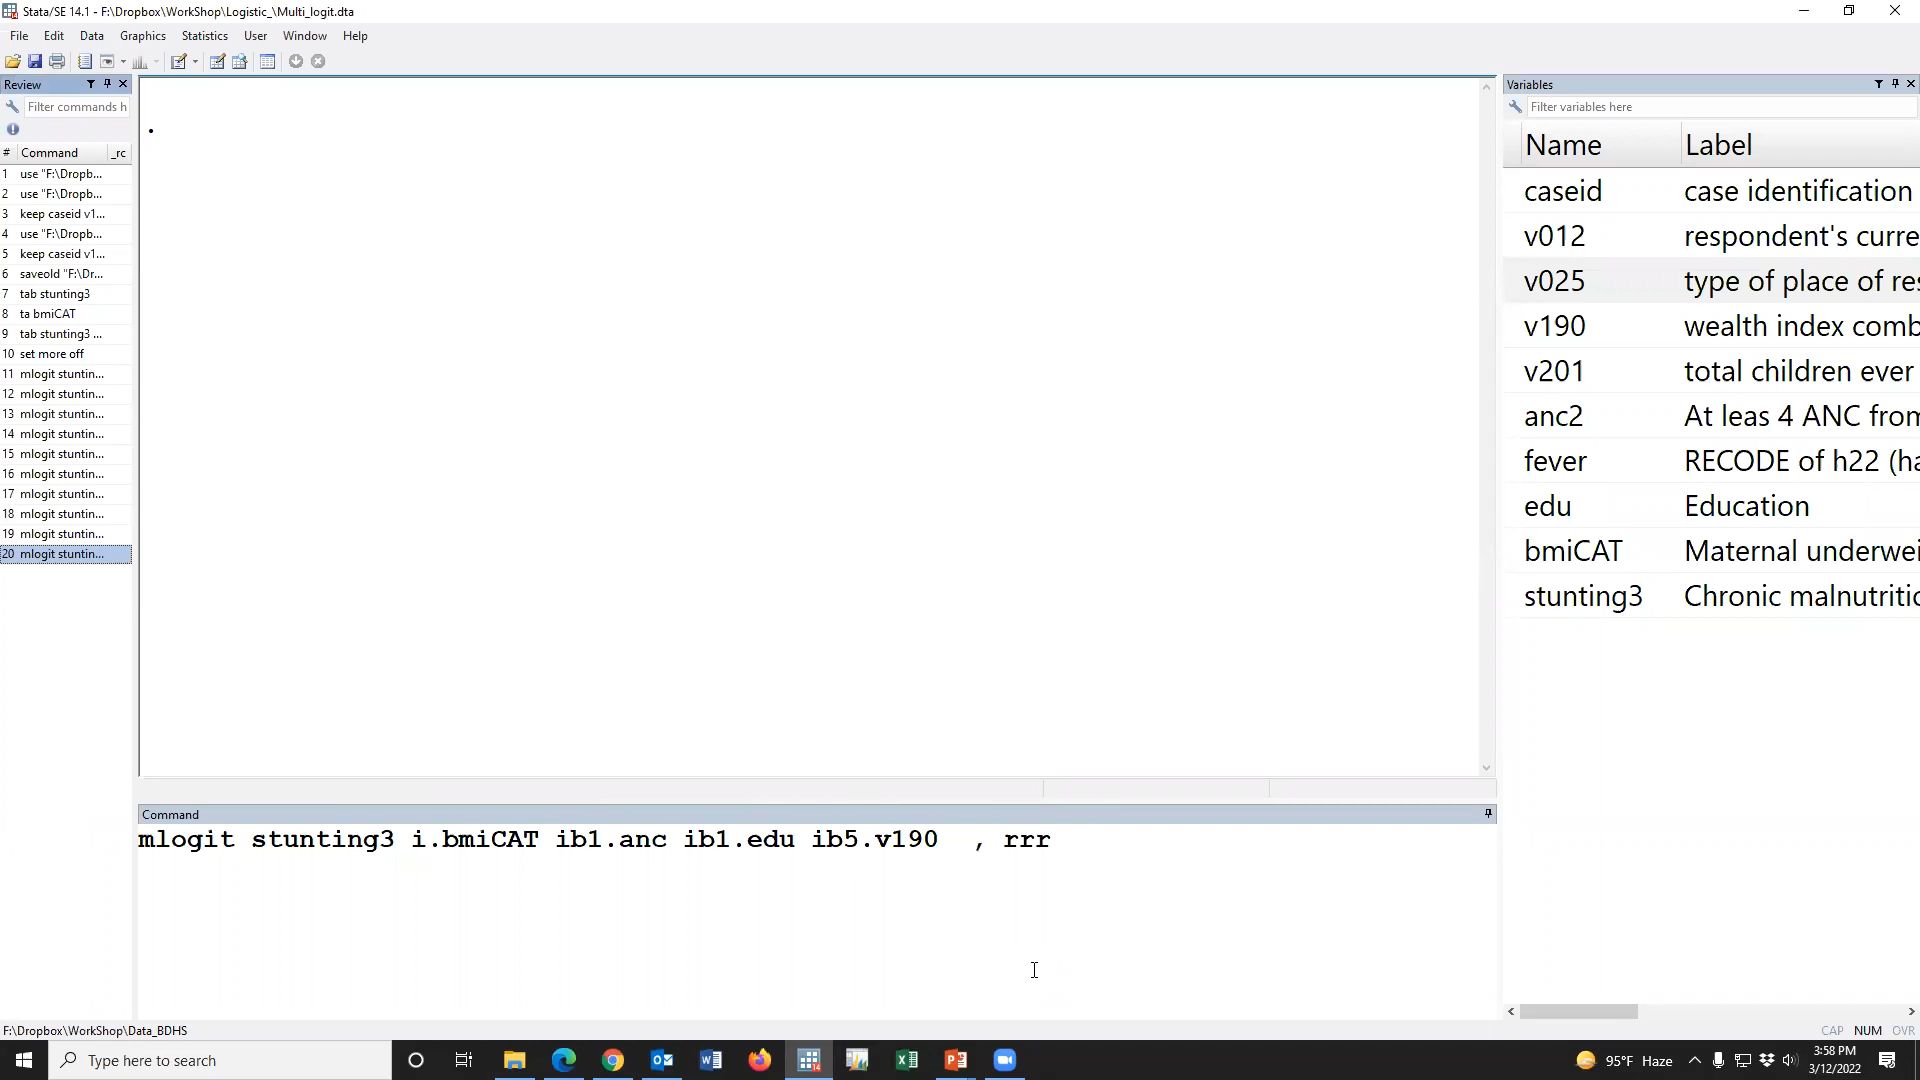 Stata/SE 14.1 - F:\Dropbox\WorkShop\Logistic_\Multi_logit.dta
File Edit Data Graphics Statistics User Window Help
Review
Filter commands h
# Command _rc
1 use "F:\Dropb...
2 use "F:\Dropb...
3 keep caseid v1...
4 use "F:\Dropb...
5 keep caseid v1...
6 saveold "F:\Dr...
7 tab stunting3
8 ta bmiCAT
9 tab stunting3 ...
10 set more off
11 mlogit stuntin...
12 mlogit stuntin...
13 mlogit stuntin...
14 mlogit stuntin...
15 mlogit stuntin...
16 mlogit stuntin...
17 mlogit stuntin...
18 mlogit stuntin...
19 mlogit stuntin...
20 mlogit stuntin...
.
Command
mlogit stunting3 i.bmiCAT ib1.anc ib1.edu ib5.v190 , rrr
Variables
Filter variables here
Name Label
caseid case identification
v012 respondent's curre
v025 type of place of res
v190 wealth index comb
v201 total children ever
anc2 At leas 4 ANC from
fever RECODE of h22 (ha
edu Education
bmiCAT Maternal underwei
stunting3 Chronic malnutritio
F:\Dropbox\WorkShop\Data_BDHS
CAP NUM OVR
Type here to search
95°F Haze
3:58 PM
3/12/2022